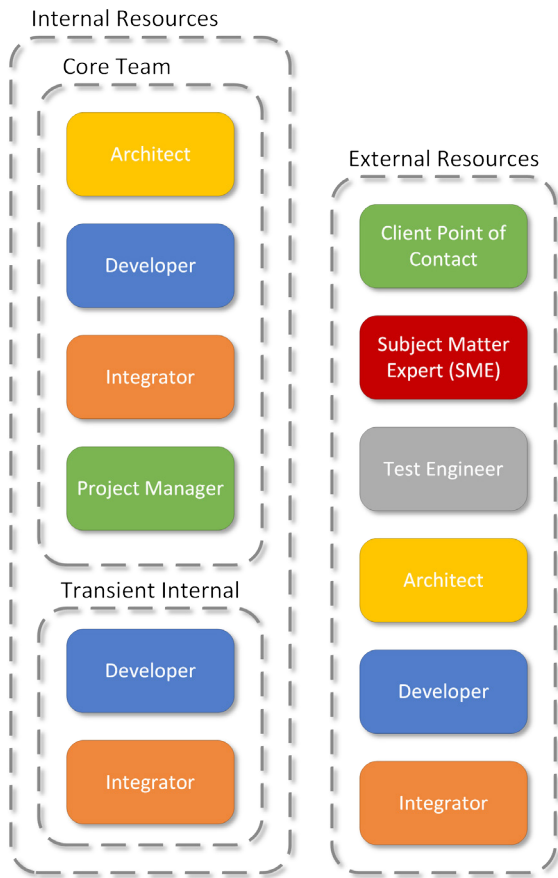 Internal Resources
Core Team
Architect
Developer
Integrator
Project Manager
Transient Internal
Developer
Integrator
External Resources
Client Point of
Contact
Subject Matter
Expert (SME)
Test Engineer
Architect
Developer
Integrator